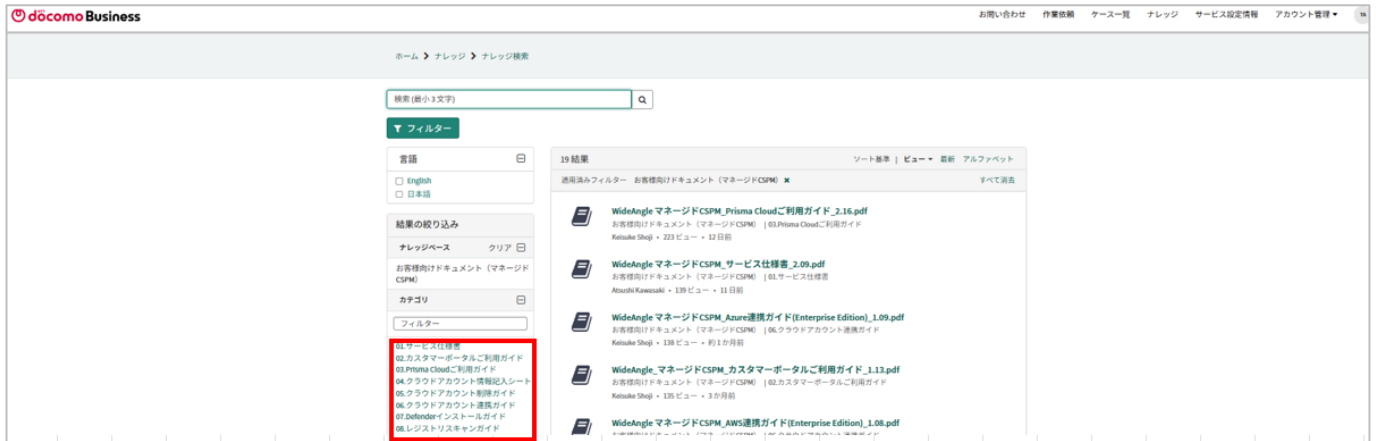 NTT docomo Business
お問い合わせ 作業依頼 ケース一覧 ナレッジ サービス設定情報 アカウント管理 TA
ホーム ナレッジ ナレッジ検索
検索 (最小 3 文字)
フィルター
言語
English
日本語
結果の絞り込み
ナレッジベース クリア
お客様向けドキュメント(マネージド
CSPM)
カテゴリ
フィルター
01.サービス仕様書
02.カスタマーポータルご利用ガイド
03.Prisma Cloudご利用ガイド
04.クラウドアカウント情報記入シート
05.クラウドアカウント削除ガイド
06.クラウドアカウント連携ガイド
07.Defenderインストールガイド
08.レジストリスキャンガイド
19 結果 ソート基準 | ビュー 最新 アルファベット
適用済みフィルター お客様向けドキュメント(マネージドCSPM) ✖ すべて消去
WideAngle マネージドCSPM_Prisma Cloudご利用ガイド_2.16.pdf
お客様向けドキュメント(マネージドCSPM) | 03.Prisma Cloudご利用ガイド
Keisuke Shoji • 223 ビュー • 12 日前
WideAngle マネージドCSPM_サービス仕様書_2.09.pdf
お客様向けドキュメント(マネージドCSPM) | 01.サービス仕様書
Atsushi Kawasaki • 139 ビュー • 11 日前
WideAngle マネージドCSPM_Azure連携ガイド(Enterprise Edition)_1.09.pdf
お客様向けドキュメント(マネージドCSPM) | 06.クラウドアカウント連携ガイド
Keisuke Shoji • 138 ビュー • 約 1 か月前
WideAngle_マネージドCSPM_カスタマーポータルご利用ガイド_1.13.pdf
お客様向けドキュメント(マネージドCSPM) | 02.カスタマーポータルご利用ガイド
Keisuke Shoji • 135 ビュー • 3 か月前
WideAngle マネージドCSPM_AWS連携ガイド(Enterprise Edition)_1.08.pdf